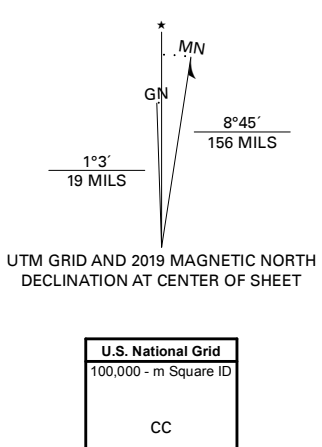 ★
MN
GN
8°45´
156 MILS
1°3´
19 MILS
UTM GRID AND 2019 MAGNETIC NORTH
DECLINATION AT CENTER OF SHEET
U.S. National Grid
100,000 - m Square ID
CC